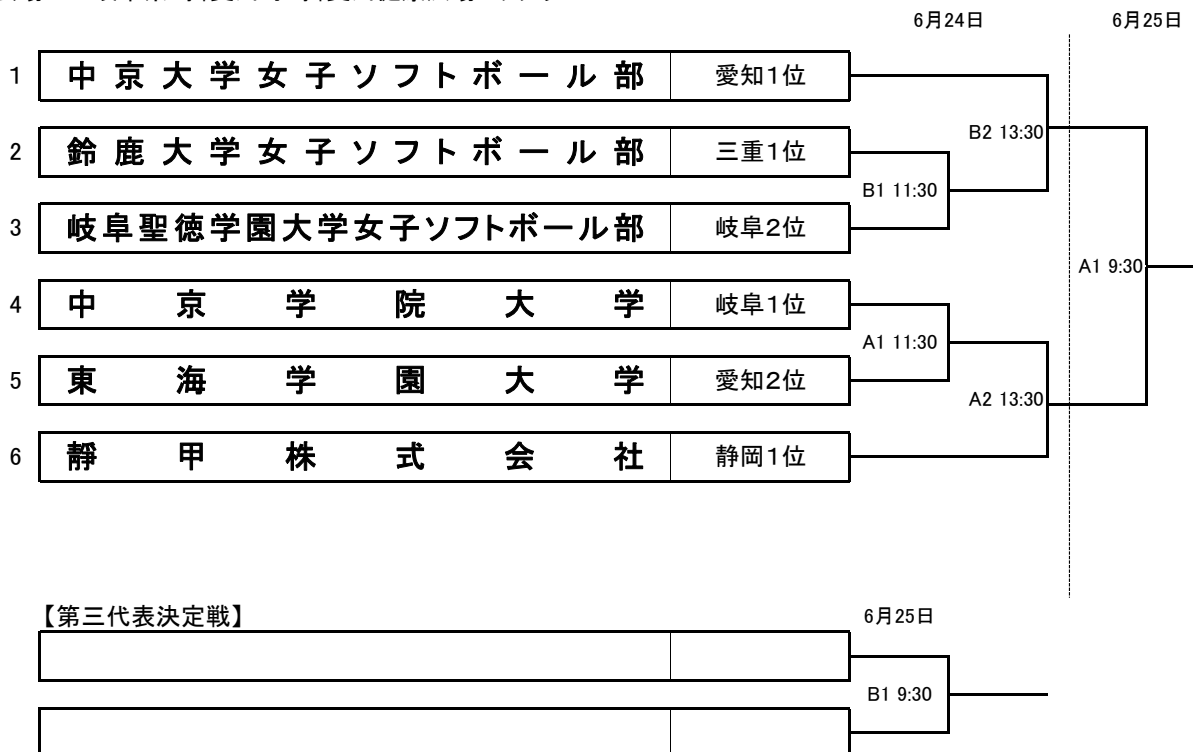 6月24日 6月25日
1 中京大学女子ソフトボール部 愛知1位
B2 13:30
2 鈴鹿大学女子ソフトボール部 三重1位
B1 11:30
3 岐阜聖徳学園大学女子ソフトボール部 岐阜2位
A1 9:30
4 中京学院大学 岐阜1位
A1 11:30
5 東海学園大学 愛知2位
A2 13:30
6 靜甲株式会社 静岡1位
【第三代表決定戦】 6月25日
B1 9:30